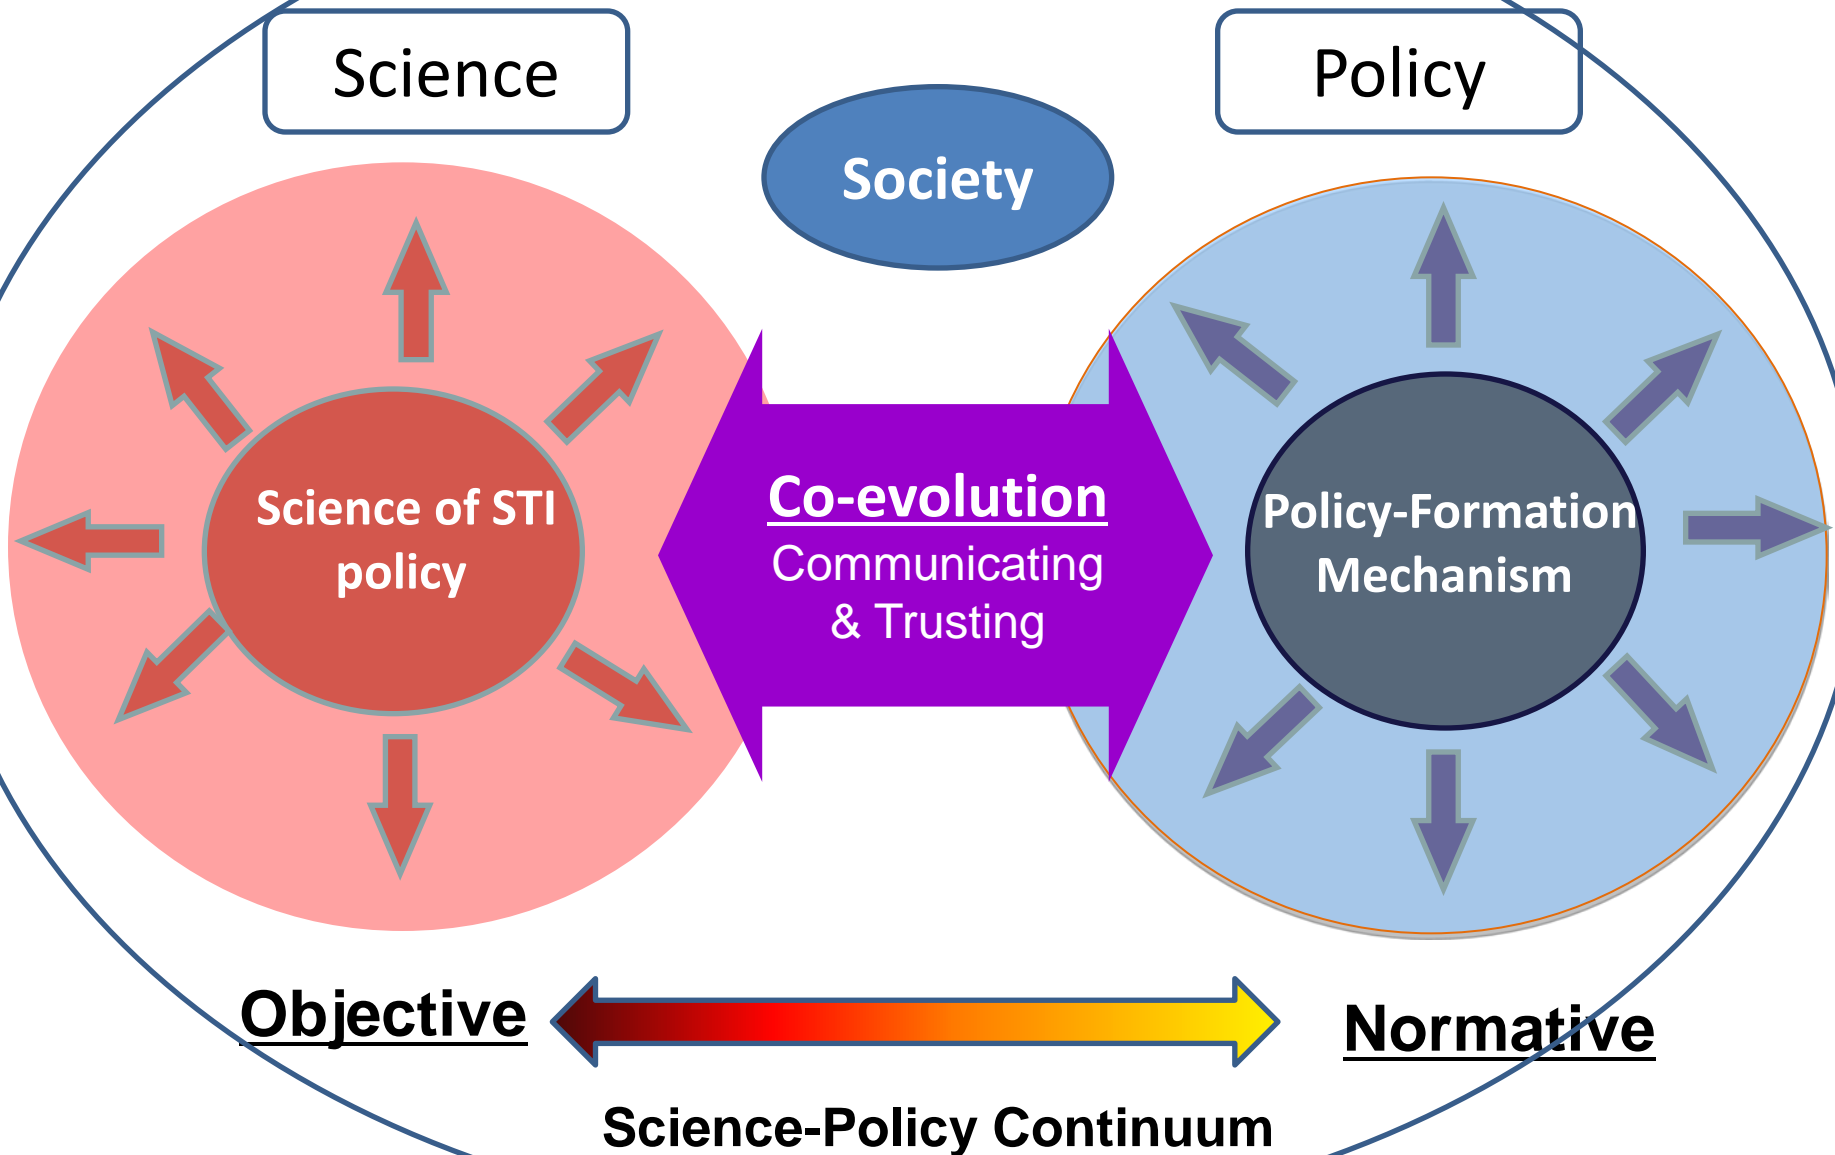 Science
Policy
Society
Science of STI
policy
Co-evolution
Communicating
& Trusting
Policy-Formation
Mechanism
Objective
Normative
Science-Policy Continuum